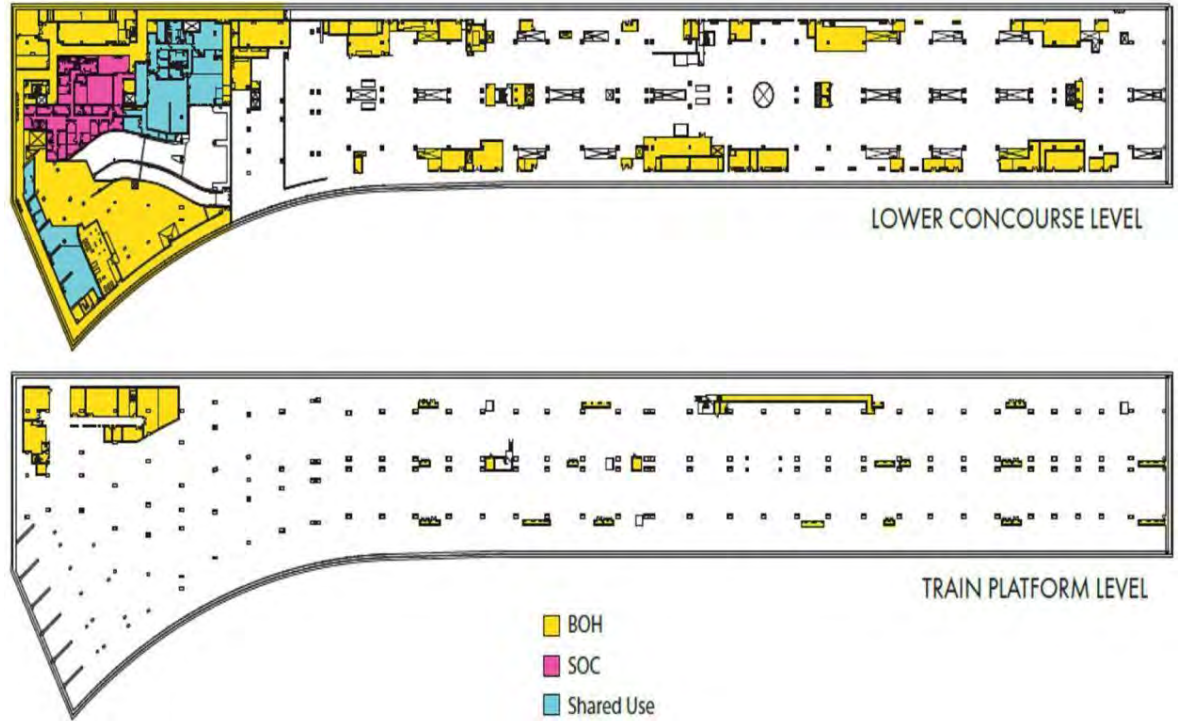 LOWER CONCOURSE LEVEL
TRAIN PLATFORM LEVEL
BOH
SOC
Shared Use